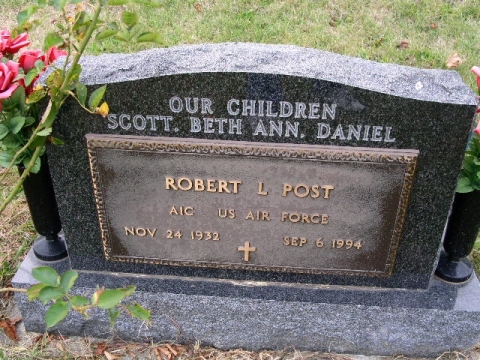 OUR CHILDREN
SCOTT. BETH ANN. DANIEL
ROBERT L POST
A1C US AIR FORCE
NOV 24 1932 SEP 6 1994